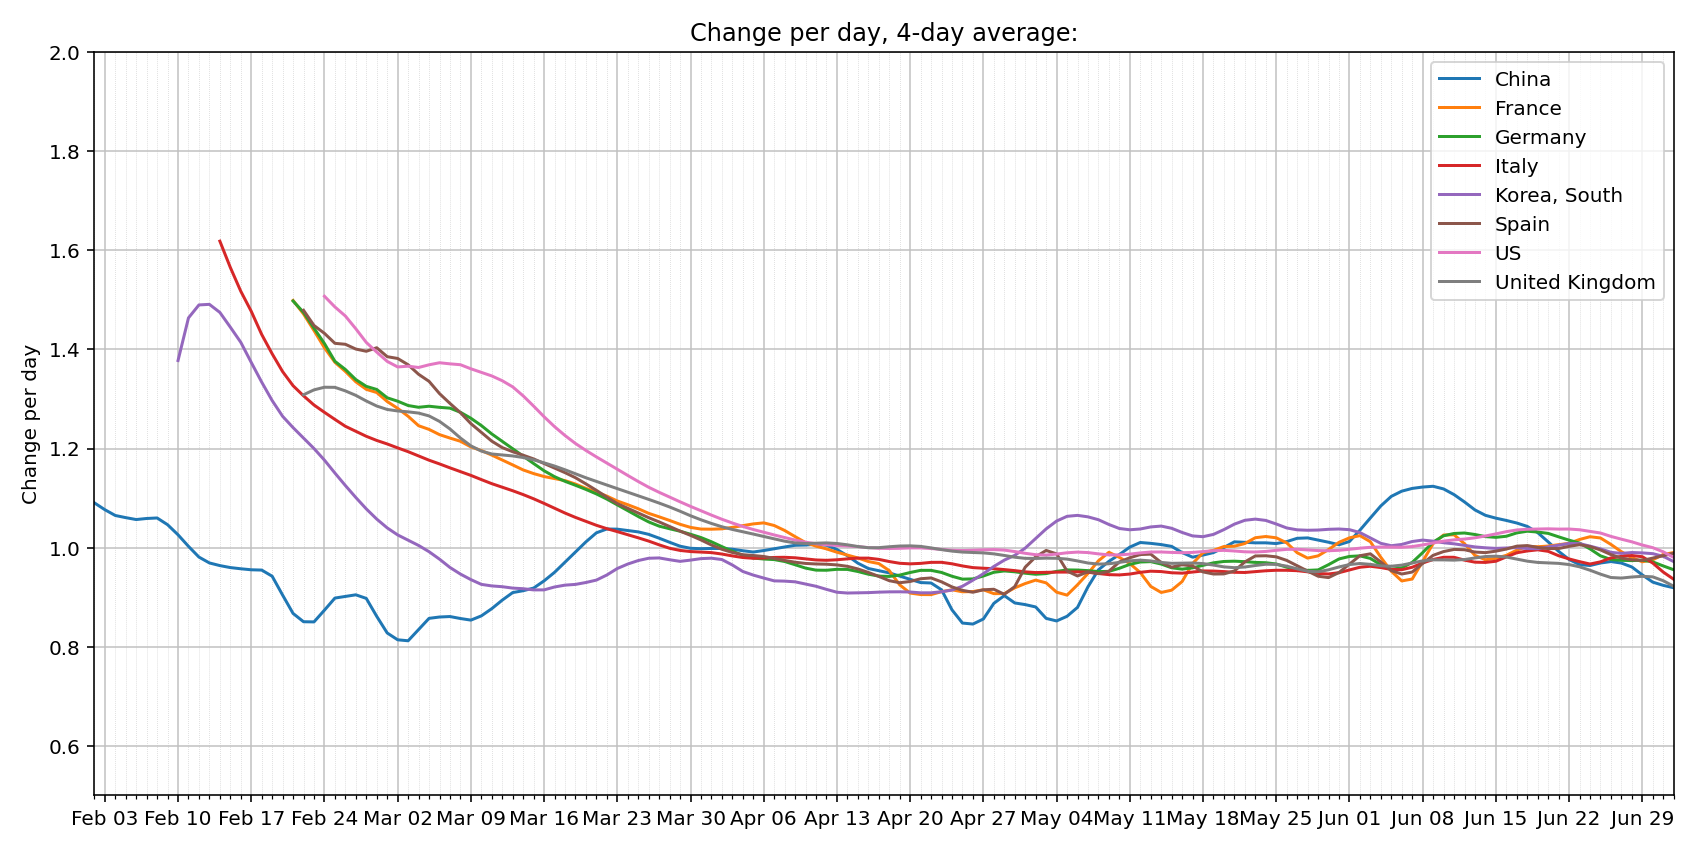 Change per day, 4-day average:
Change per day
2.0
1.8
1.6
1.4
1.2
1.0
0.8
0.6
China
France
Germany
Italy
Korea, South
Spain
US
United Kingdom
Feb 03 Feb 10 Feb 17 Feb 24 Mar 02 Mar 09 Mar 16 Mar 23 Mar 30 Apr 06 Apr 13 Apr 20 Apr 27 May 04 May 11 May 18 May 25 Jun 01 Jun 08 Jun 15 Jun 22 Jun 29